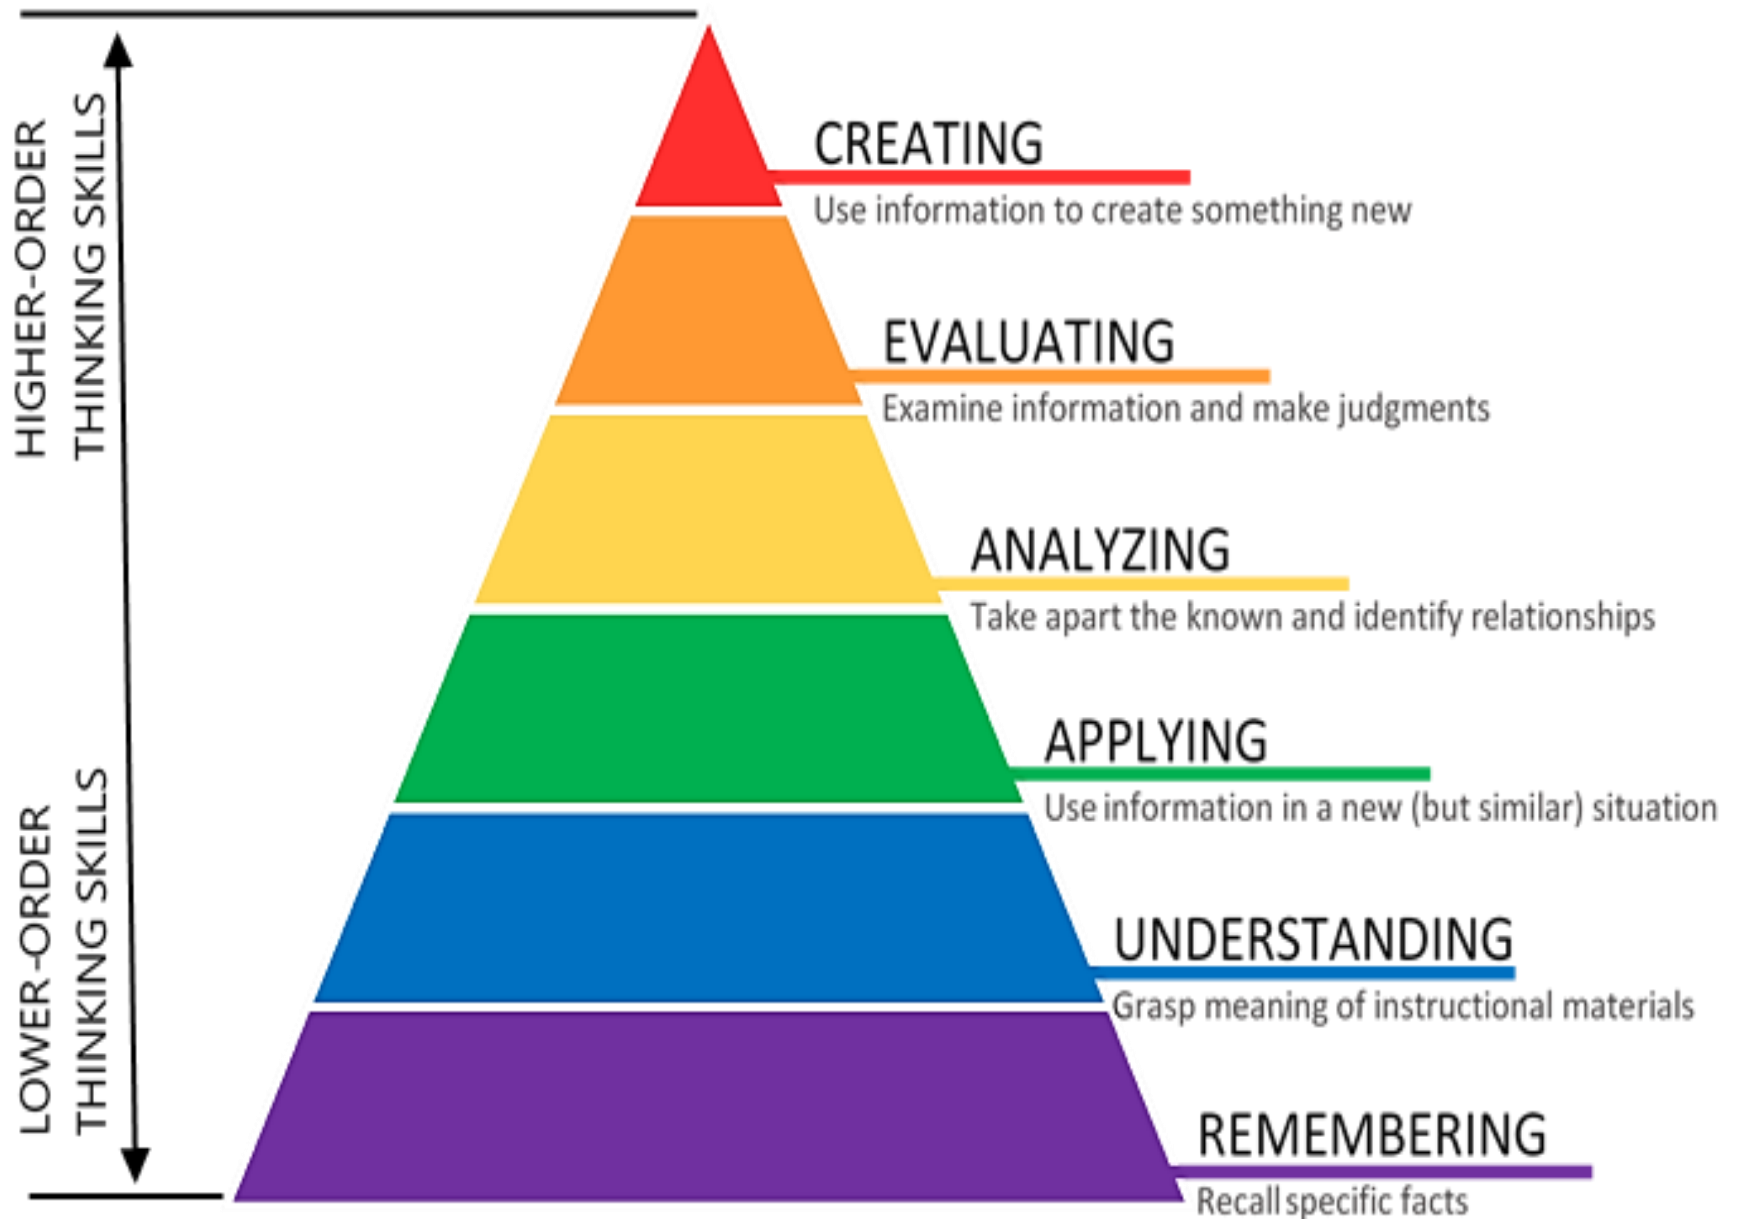 HIGHER-ORDER
THINKING SKILLS
CREATING
Use information to create something new
EVALUATING
Examine information and make judgments
ANALYZING
Take apart the known and identify relationships
APPLYING
Use information in a new (but similar) situation
LOWER-ORDER
THINKING SKILLS
UNDERSTANDING
Grasp meaning of instructional materials
REMEMBERING
Recall specific facts